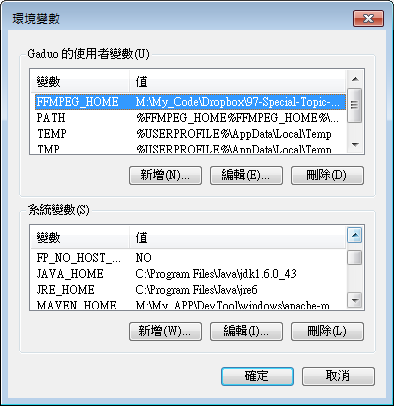 環境變數
Gaduo 的使用者變數(U)
變數 值
FFMPEG_HOME M:\My_Code\Dropbox\97-Special-Topic-...
PATH %FFMPEG_HOME%FFMPEG_HOME%\...
TEMP %USERPROFILE%\AppData\Local\Temp
TMP %USERPROFILE%\AppData\Local\Temp
新增(N)... 編輯(E)... 刪除(D)
系統變數(S)
變數 值
FP_NO_HOST_... NO
JAVA_HOME C:\Program Files\Java\jdk1.6.0_43
JRE_HOME C:\Program Files\Java\jre6
MAVEN_HOME M:\My_APP\DevTool\windows\apache-m...
新增(W)... 編輯(I)... 刪除(L)
確定 取消